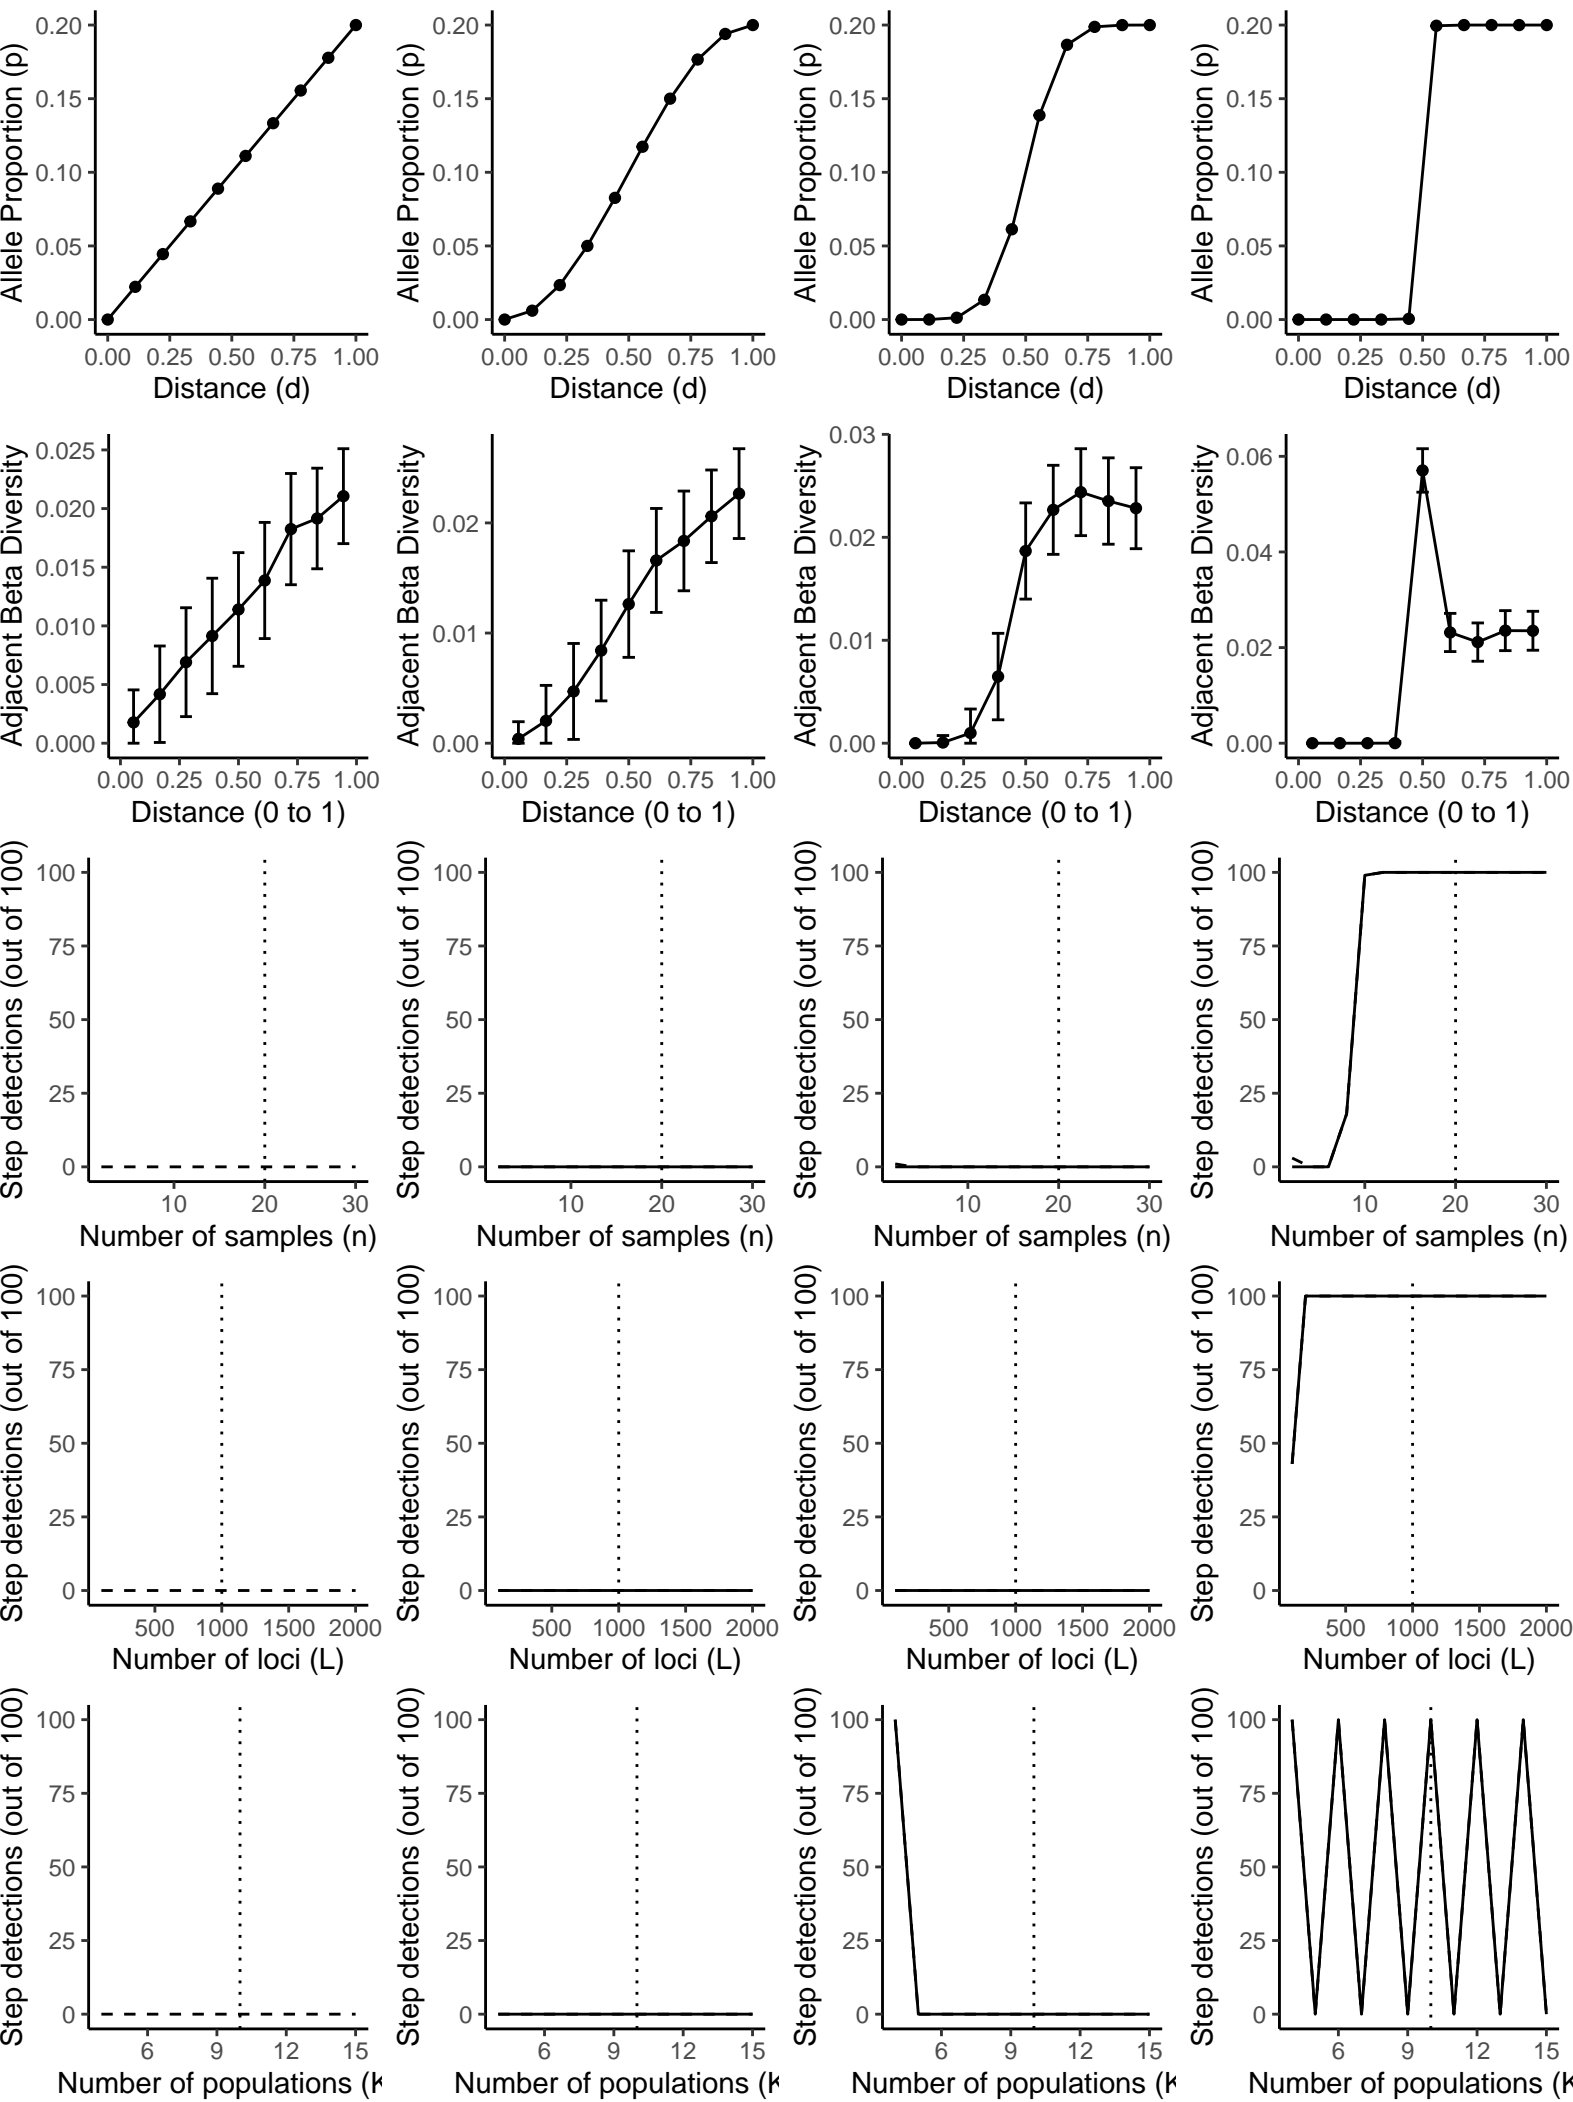 Allele Proportion (p)
0.20
0.15
0.10
0.05
0.00
0.00 0.25 0.50 0.75 1.00
Distance (d)
Allele Proportion (p)
0.20
0.15
0.10
0.05
0.00
0.00 0.25 0.50 0.75 1.00
Distance (d)
Allele Proportion (p)
0.20
0.15
0.10
0.05
0.00
0.00 0.25 0.50 0.75 1.00
Distance (d)
Allele Proportion (p)
0.20
0.15
0.10
0.05
0.00
0.00 0.25 0.50 0.75 1.00
Distance (d)
Adjacent Beta Diversity
0.025
0.020
0.015
0.010
0.005
0.000
0.00 0.25 0.50 0.75 1.00
Distance (0 to 1)
Adjacent Beta Diversity
0.02
0.01
0.00
0.00 0.25 0.50 0.75 1.00
Distance (0 to 1)
Adjacent Beta Diversity
0.03
0.02
0.01
0.00
0.00 0.25 0.50 0.75 1.00
Distance (0 to 1)
Adjacent Beta Diversity
0.06
0.04
0.02
0.00
0.00 0.25 0.50 0.75 1.00
Distance (0 to 1)
Step detections (out of 100)
100
75
50
25
0
10 20 30
Number of samples (n)
Step detections (out of 100)
100
75
50
25
0
10 20 30
Number of samples (n)
Step detections (out of 100)
100
75
50
25
0
10 20 30
Number of samples (n)
Step detections (out of 100)
100
75
50
25
0
10 20 30
Number of samples (n)
Step detections (out of 100)
100
75
50
25
0
500 1000 1500 2000
Number of loci (L)
Step detections (out of 100)
100
75
50
25
0
500 1000 1500 2000
Number of loci (L)
Step detections (out of 100)
100
75
50
25
0
500 1000 1500 2000
Number of loci (L)
Step detections (out of 100)
100
75
50
25
0
500 1000 1500 2000
Number of loci (L)
Step detections (out of 100)
100
75
50
25
0
6 9 12 15
Number of populations (K
Step detections (out of 100)
100
75
50
25
0
6 9 12 15
Number of populations (K
Step detections (out of 100)
100
75
50
25
0
6 9 12 15
Number of populations (K
Step detections (out of 100)
100
75
50
25
0
6 9 12 15
Number of populations (K